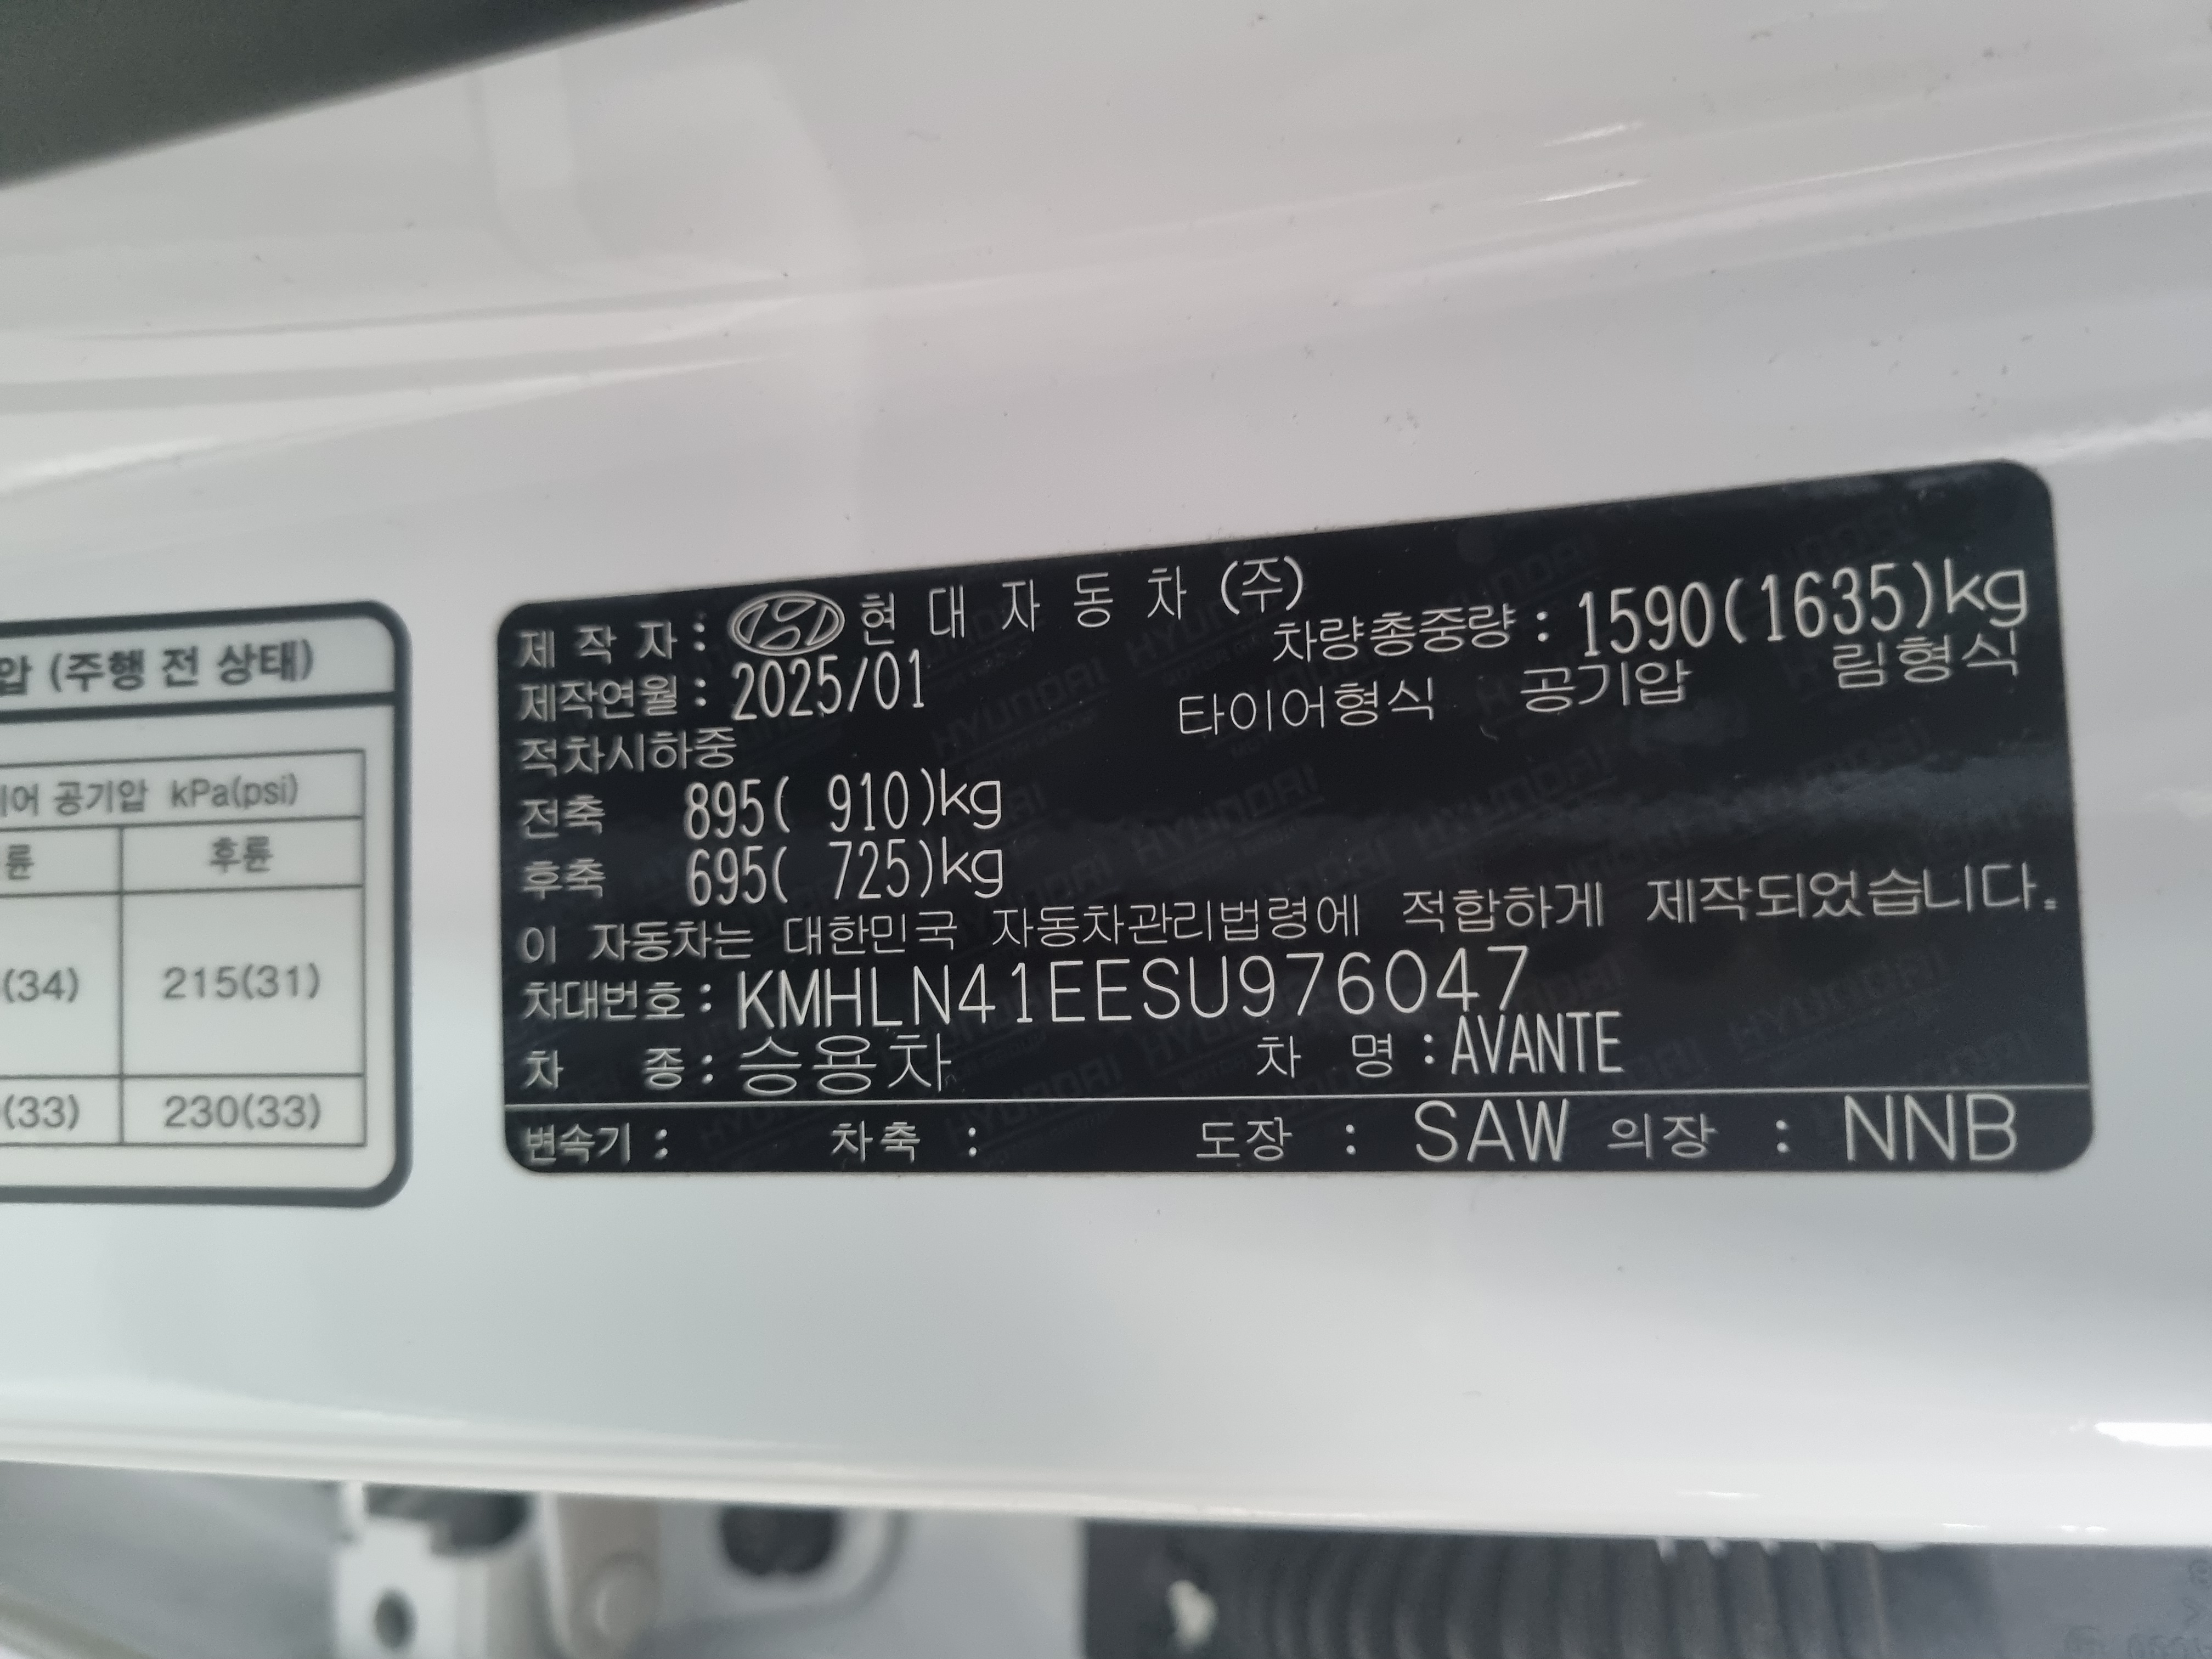 압 (주행 전 상태)
이어 공기압 kPa(psi)
륜 후륜
(34) 215(31)
(33) 230(33)
제 작 자 : 현 대 자 동 차 (주)
차량총중량 : 1590(1635)kg
제작연월 : 2025/01
타이어형식 공기압 림형식
적차시하중
전축 895( 910)kg
후축 695( 725)kg
이 자동차는 대한민국 자동차관리법령에 적합하게 제작되었습니다.
차대번호 : KMHLN41EESU976047
차 종 : 승용차 차 명 : AVANTE
변속기 : 차축 : 도장 : SAW 의장 : NNB